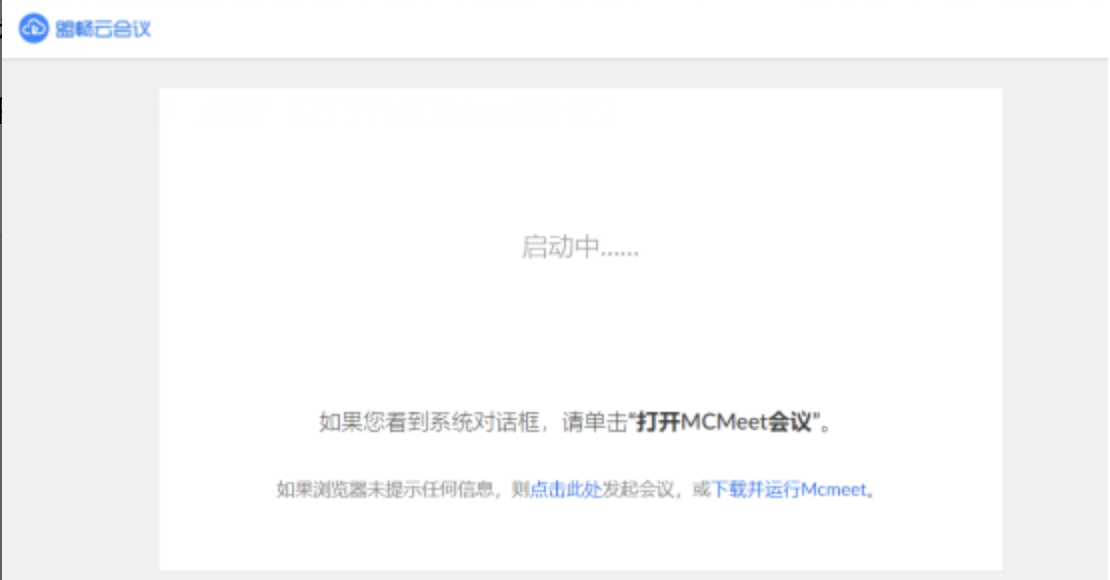 盟畅云会议
启动中......
如果您看到系统对话框，请单击“打开MCMeet会议”。
如果浏览器未提示任何信息，则点击此处发起会议，或下载并运行Mcmeet。